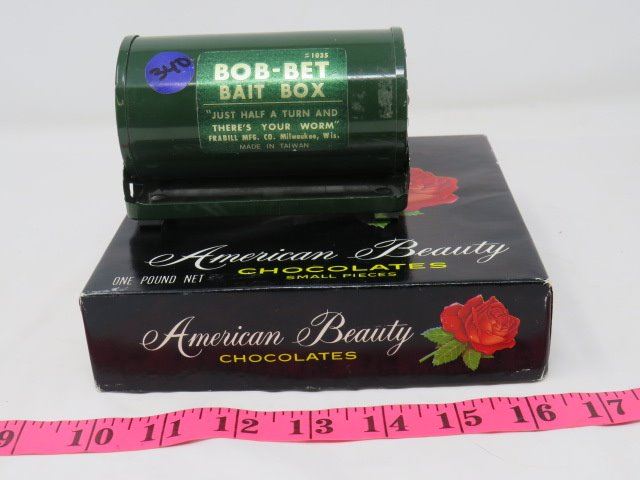 340
#1035
BOB-BET
BAIT BOX
"JUST HALF A TURN AND
THERE'S YOUR WORM"
FRABILL MFG. CO. Milwaukee, Wis.
MADE IN TAIWAN
American Beauty
CHOCOLATES
ONE POUND NET
SMALL PIECES
American Beauty
CHOCOLATES
9 10 11 12 13 14 15 16 17